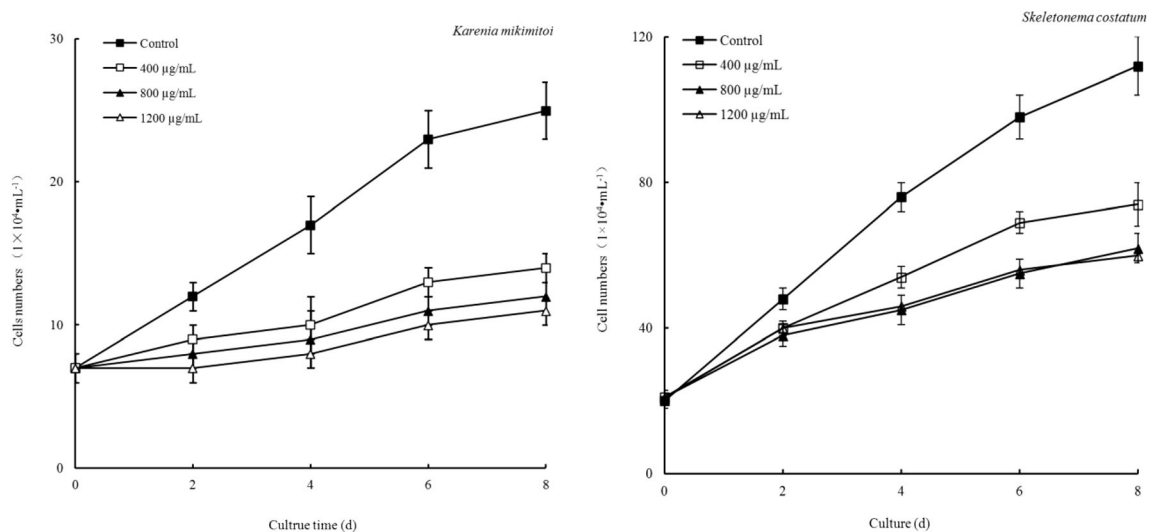 Karenia mikimitoi
30
Control
400 µg/mL
800 µg/mL
1200 µg/mL
20
10
0
Cells numbers (1×10⁴•mL⁻¹)
0 2 4 6 8
Cultrue time (d)
Skeletonema costatum
120
Control
400 µg/mL
800 µg/mL
1200 µg/mL
80
40
0
Cell numbers (1×10⁴•mL⁻¹)
0 2 4 6 8
Culture (d)